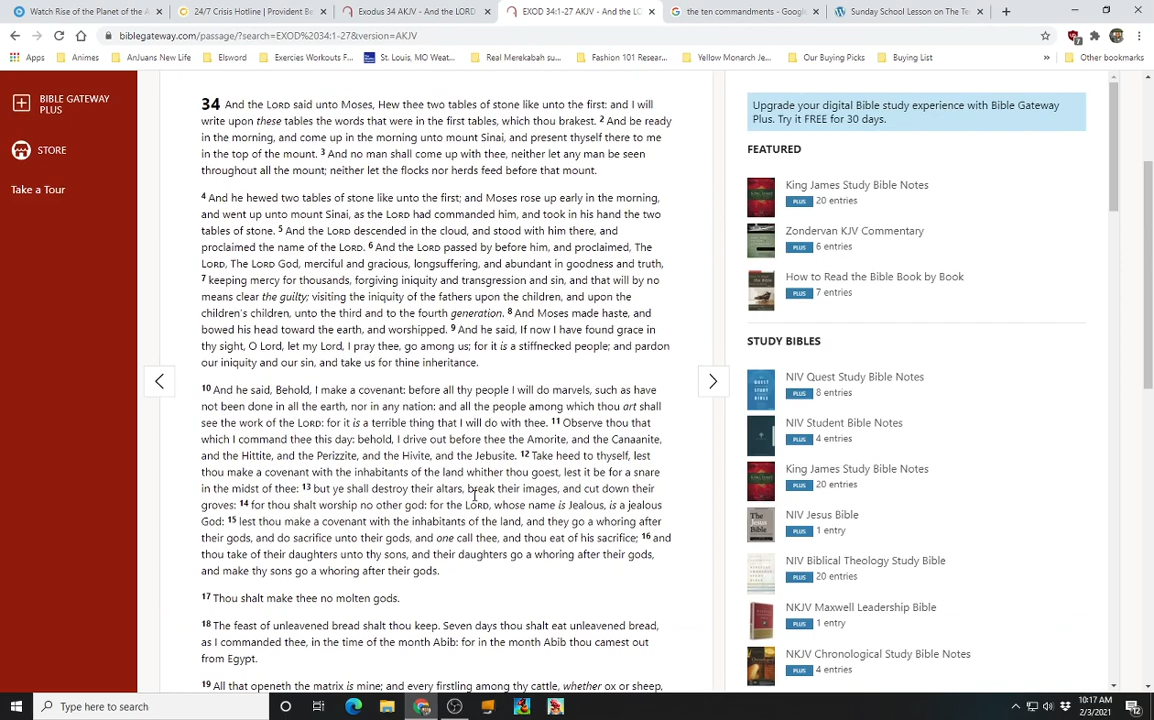 Watch Rise of the Planet of the A
24/7 Crisis Hotline | Provident Be
Exodus 34 AKJV - And the LORD
EXOD 34:1-27 AKJV - And the LO
the ten commandments - Google
Sunday School Lesson on The Te
biblegateway.com/passage/?search=EXOD%2034:1-27&version=AKJV
Apps
Animes
AnJuans New Life
Elsword
Exercies Workouts F...
St. Louis, MO Weat...
Real Merekabah su...
Fashion 101 Resear...
Yellow Monarch Je...
Our Buying Picks
Buying List
»
Other bookmarks
BIBLE GATEWAY
PLUS
STORE
Take a Tour
34 And the LORD said unto Moses, Hew thee two tables of stone like unto the first: and I will
write upon these tables the words that were in the first tables, which thou brakest. 2 And be ready
in the morning, and come up in the morning unto mount Sinai, and present thyself there to me
in the top of the mount. 3 And no man shall come up with thee, neither let any man be seen
throughout all the mount; neither let the flocks nor herds feed before that mount.
4 And he hewed two tables of stone like unto the first; and Moses rose up early in the morning,
and went up unto mount Sinai, as the LORD had commanded him, and took in his hand the two
tables of stone. 5 And the LORD descended in the cloud, and stood with him there, and
proclaimed the name of the LORD. 6 And the LORD passed by before him, and proclaimed, The
LORD, The LORD God, merciful and gracious, longsuffering, and abundant in goodness and truth,
7 keeping mercy for thousands, forgiving iniquity and transgression and sin, and that will by no
means clear the guilty; visiting the iniquity of the fathers upon the children, and upon the
children's children, unto the third and to the fourth generation. 8 And Moses made haste, and
bowed his head toward the earth, and worshipped. 9 And he said, If now I have found grace in
thy sight, O Lord, let my Lord, I pray thee, go among us; for it is a stiffnecked people; and pardon
our iniquity and our sin, and take us for thine inheritance.
10 And he said, Behold, I make a covenant: before all thy people I will do marvels, such as have
not been done in all the earth, nor in any nation: and all the people among which thou art shall
see the work of the LORD: for it is a terrible thing that I will do with thee. 11 Observe thou that
which I command thee this day: behold, I drive out before thee the Amorite, and the Canaanite,
and the Hittite, and the Perizzite, and the Hivite, and the Jebusite. 12 Take heed to thyself, lest
thou make a covenant with the inhabitants of the land whither thou goest, lest it be for a snare
in the midst of thee: 13 but ye shall destroy their altars, break their images, and cut down their
groves: 14 for thou shalt worship no other god: for the LORD, whose name is Jealous, is a jealous
God: 15 lest thou make a covenant with the inhabitants of the land, and they go a whoring after
their gods, and do sacrifice unto their gods, and one call thee, and thou eat of his sacrifice; 16 and
thou take of their daughters unto thy sons, and their daughters go a whoring after their gods,
and make thy sons go a whoring after their gods.
17 Thou shalt make thee no molten gods.
18 The feast of unleavened bread shalt thou keep. Seven days thou shalt eat unleavened bread,
as I commanded thee, in the time of the month Abib: for in the month Abib thou camest out
from Egypt.
19 All that openeth the matrix is mine; and every firstling among thy cattle, whether ox or sheep,
Upgrade your digital Bible study experience with Bible Gateway
Plus. Try it FREE for 30 days.
FEATURED
King James Study Bible Notes
PLUS 20 entries
Zondervan KJV Commentary
PLUS 6 entries
How to Read the Bible Book by Book
PLUS 7 entries
STUDY BIBLES
NIV Quest Study Bible Notes
PLUS 8 entries
NIV Student Bible Notes
PLUS 4 entries
King James Study Bible Notes
PLUS 20 entries
NIV Jesus Bible
PLUS 1 entry
NIV Biblical Theology Study Bible
PLUS 20 entries
NKJV Maxwell Leadership Bible
PLUS 1 entry
NKJV Chronological Study Bible Notes
PLUS 4 entries
Type here to search
10:17 AM
2/3/2021
12